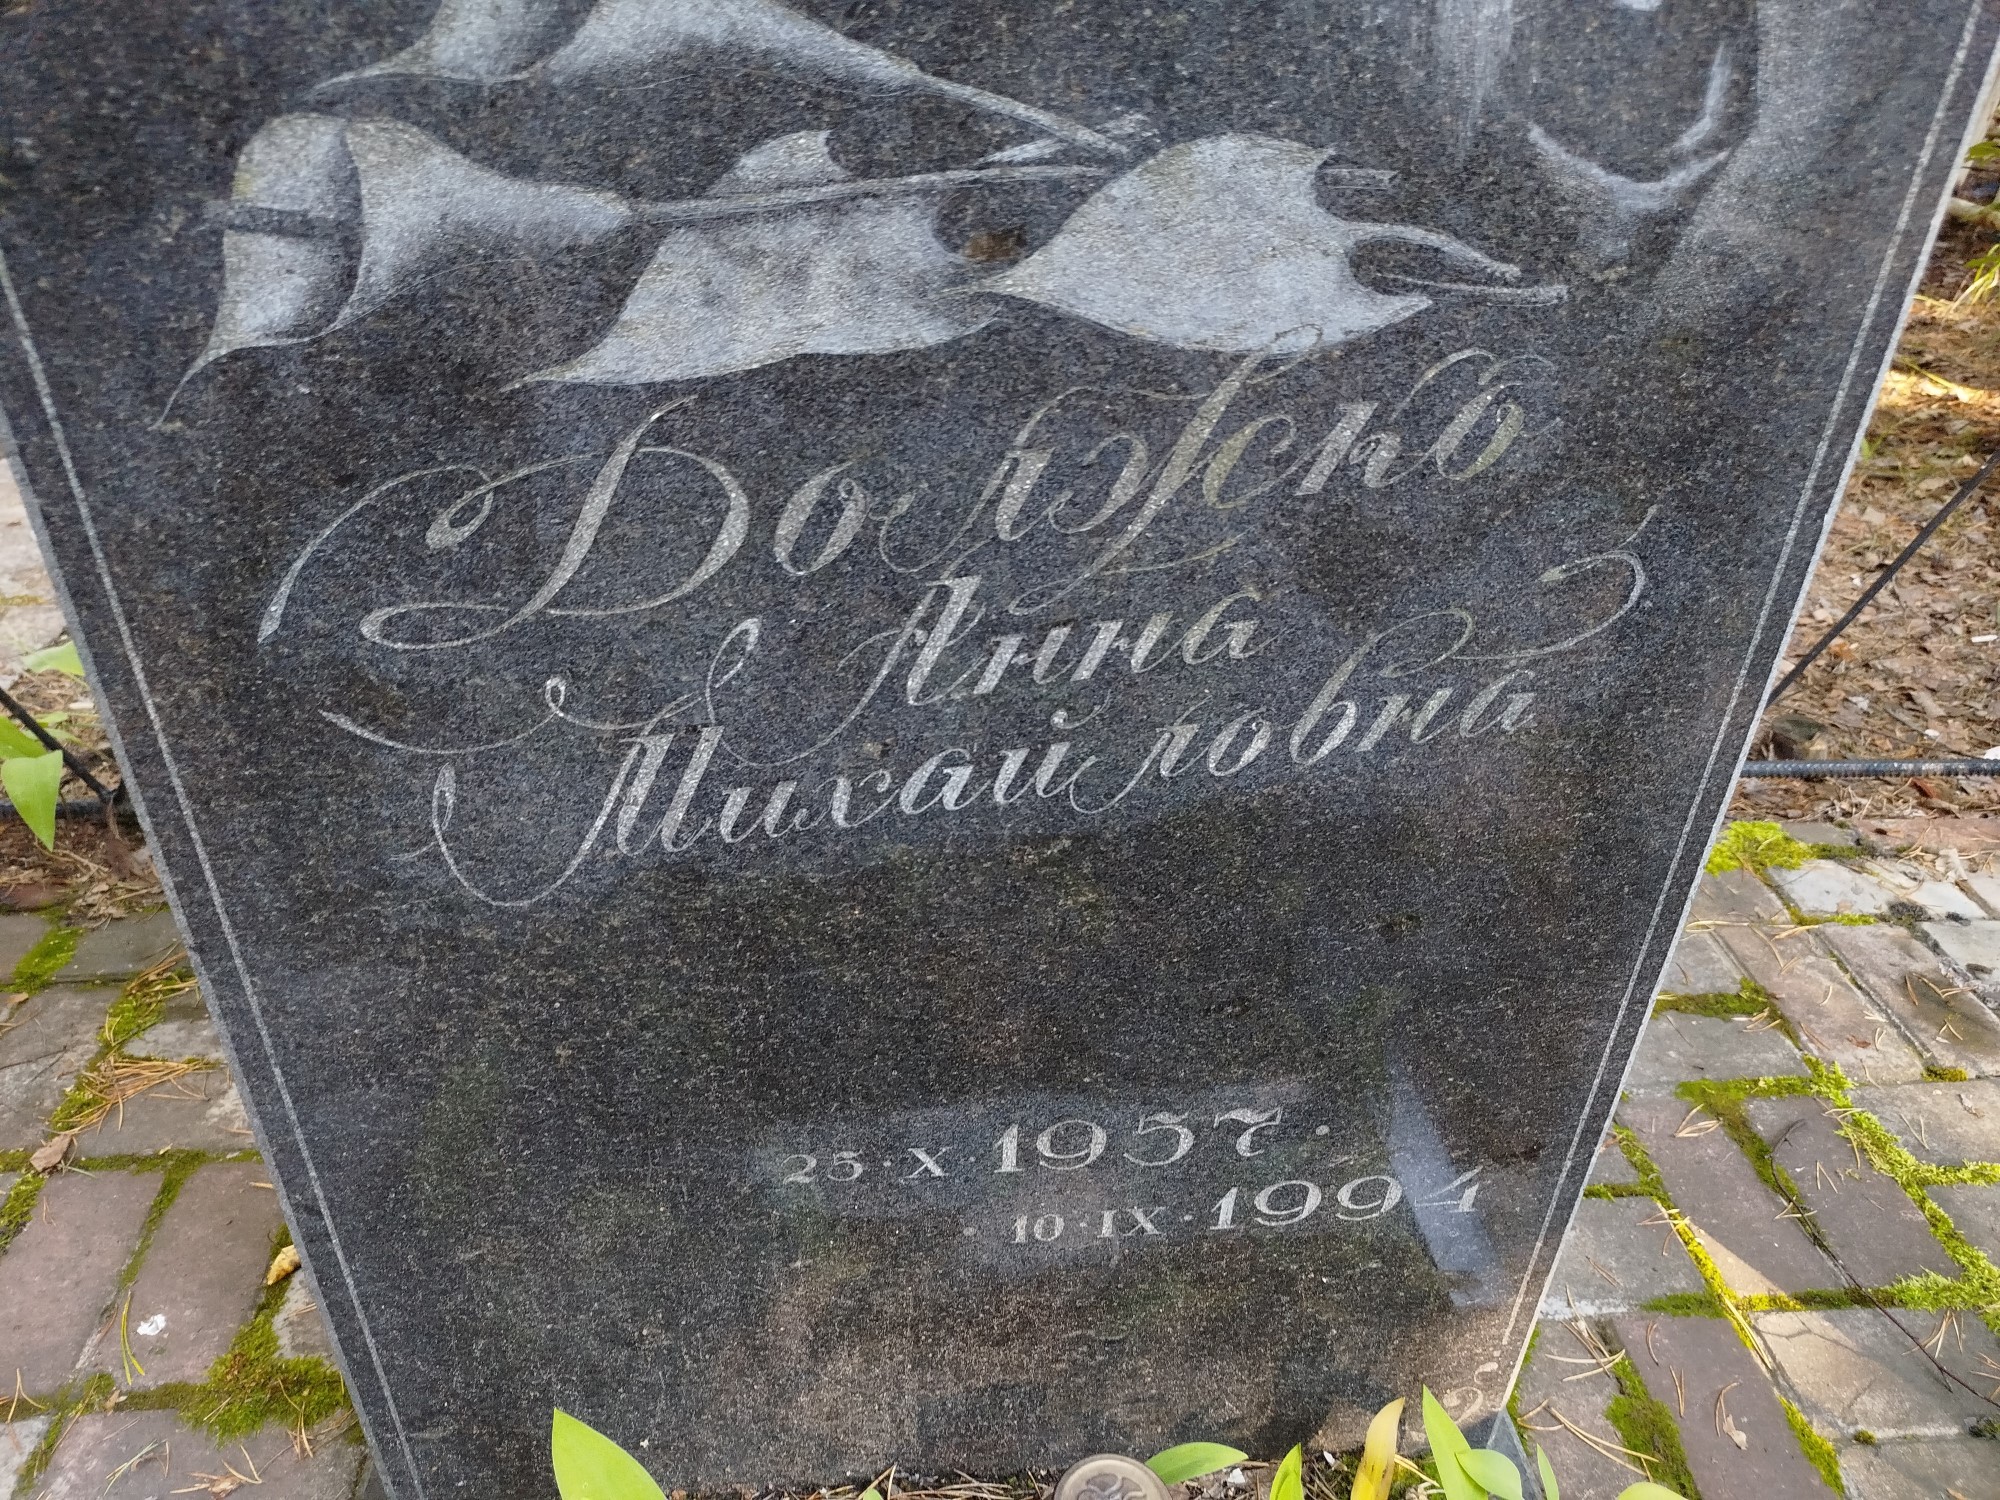 Долженко
Анна
Михайловна
25·X·1957·
·10·IX·1994